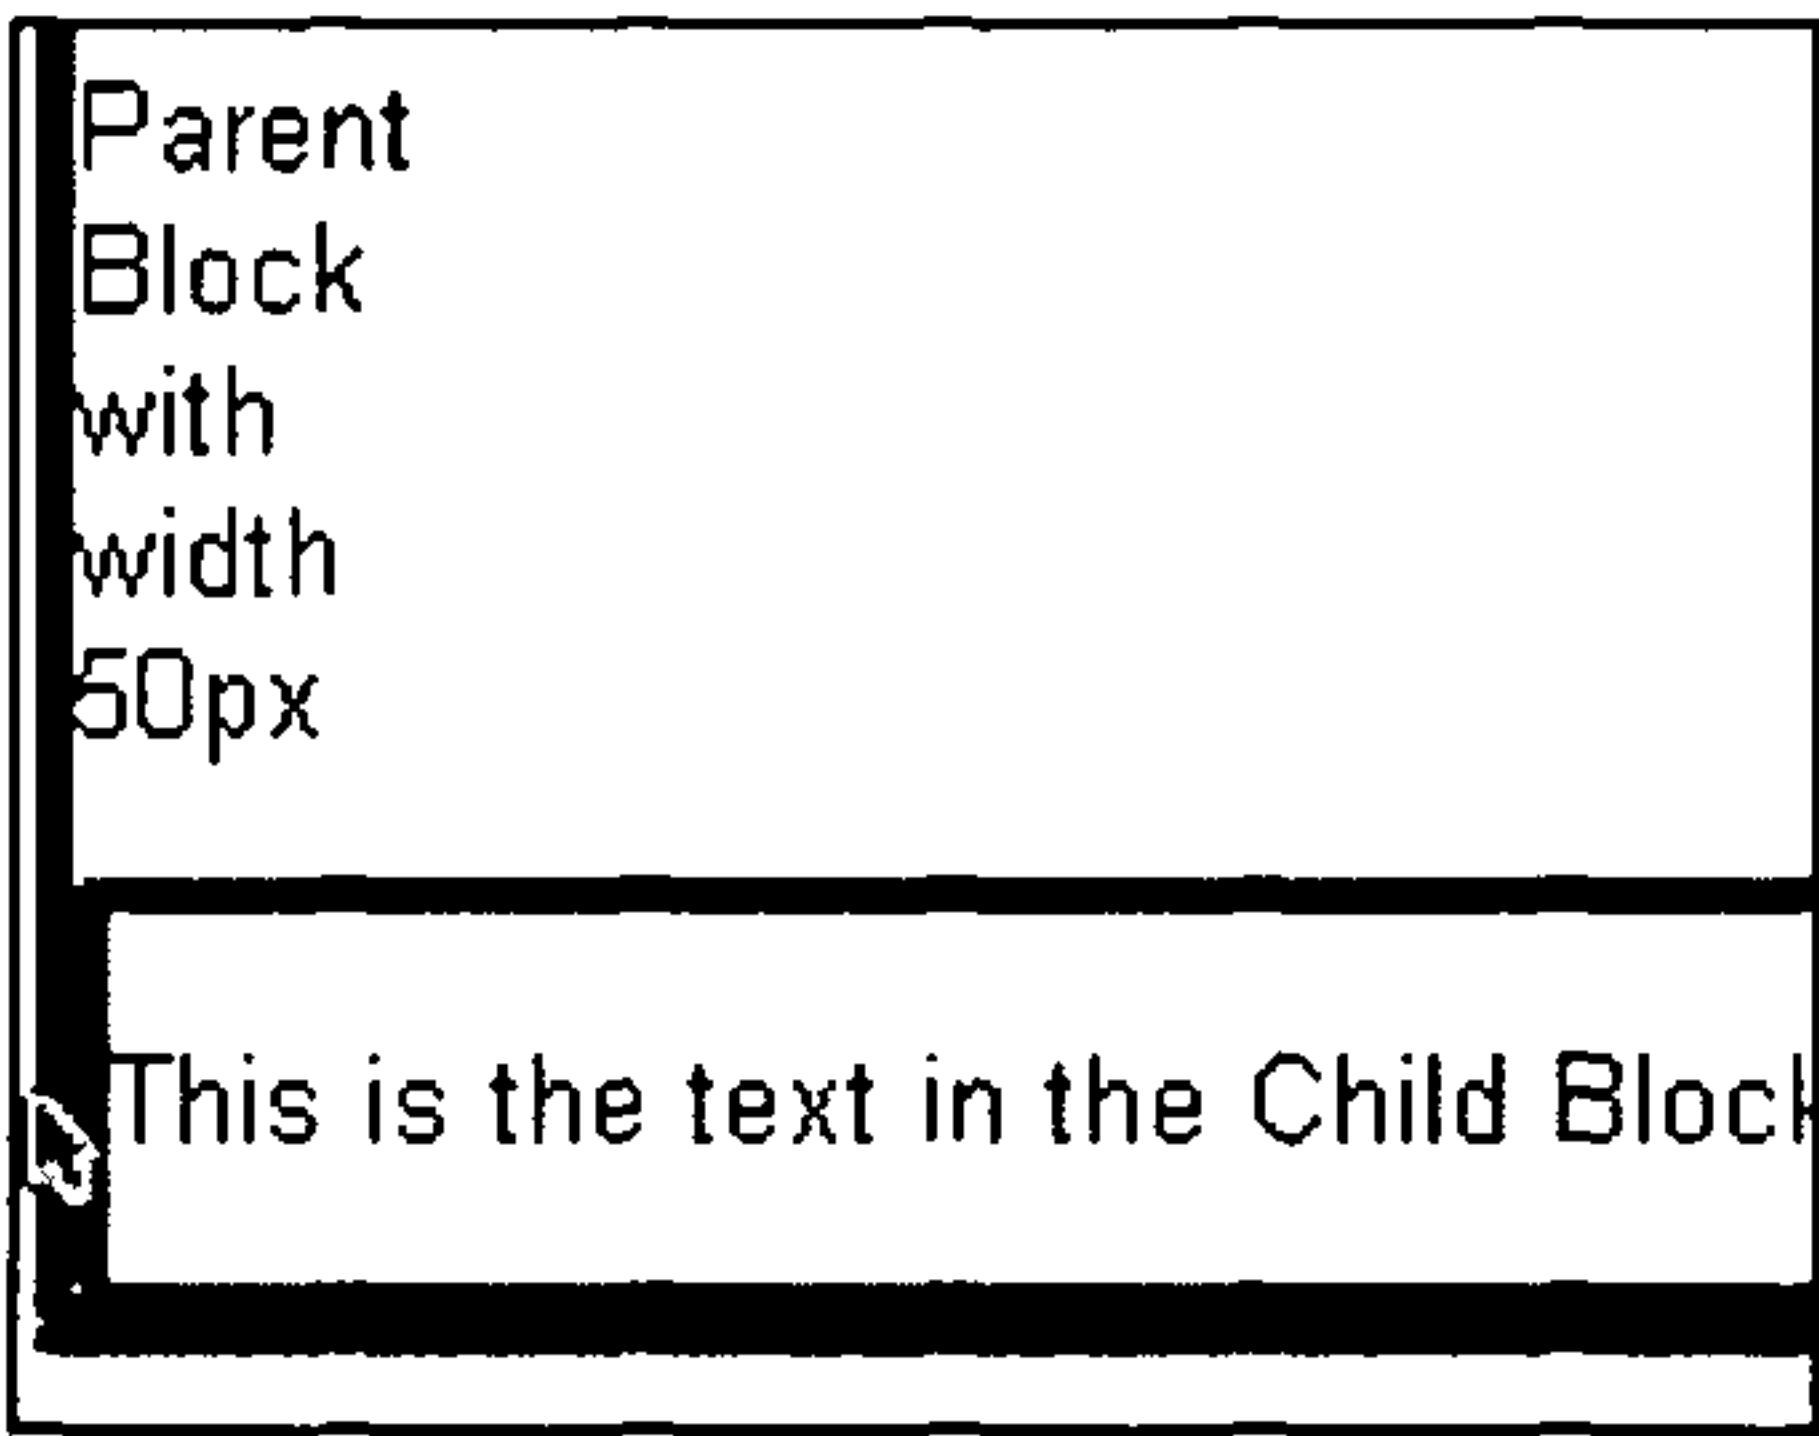 Parent
Block
with
width
50px
This is the text in the Child Block